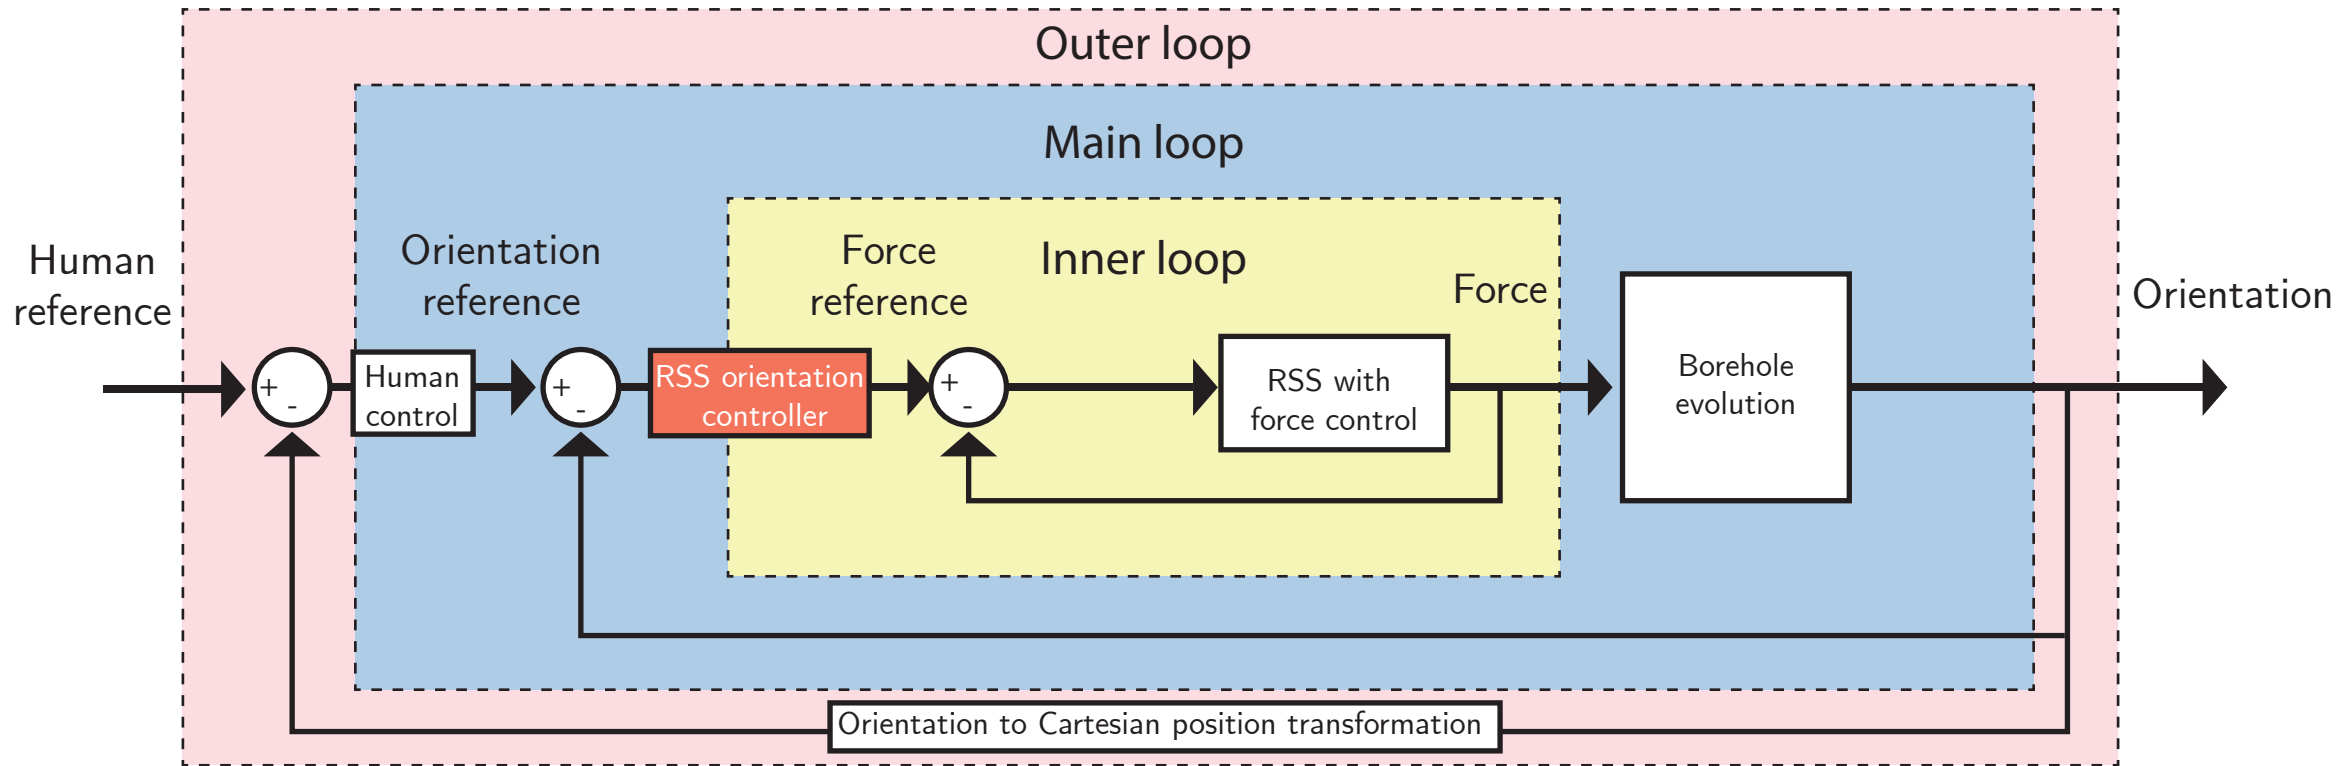 Outer loop
Main loop
Inner loop
Human
reference
Orientation
reference
Force
reference
Force
Orientation
+
-
Human
control
+
-
RSS orientation
controller
+
-
RSS with
force control
Borehole
evolution
Orientation to Cartesian position transformation